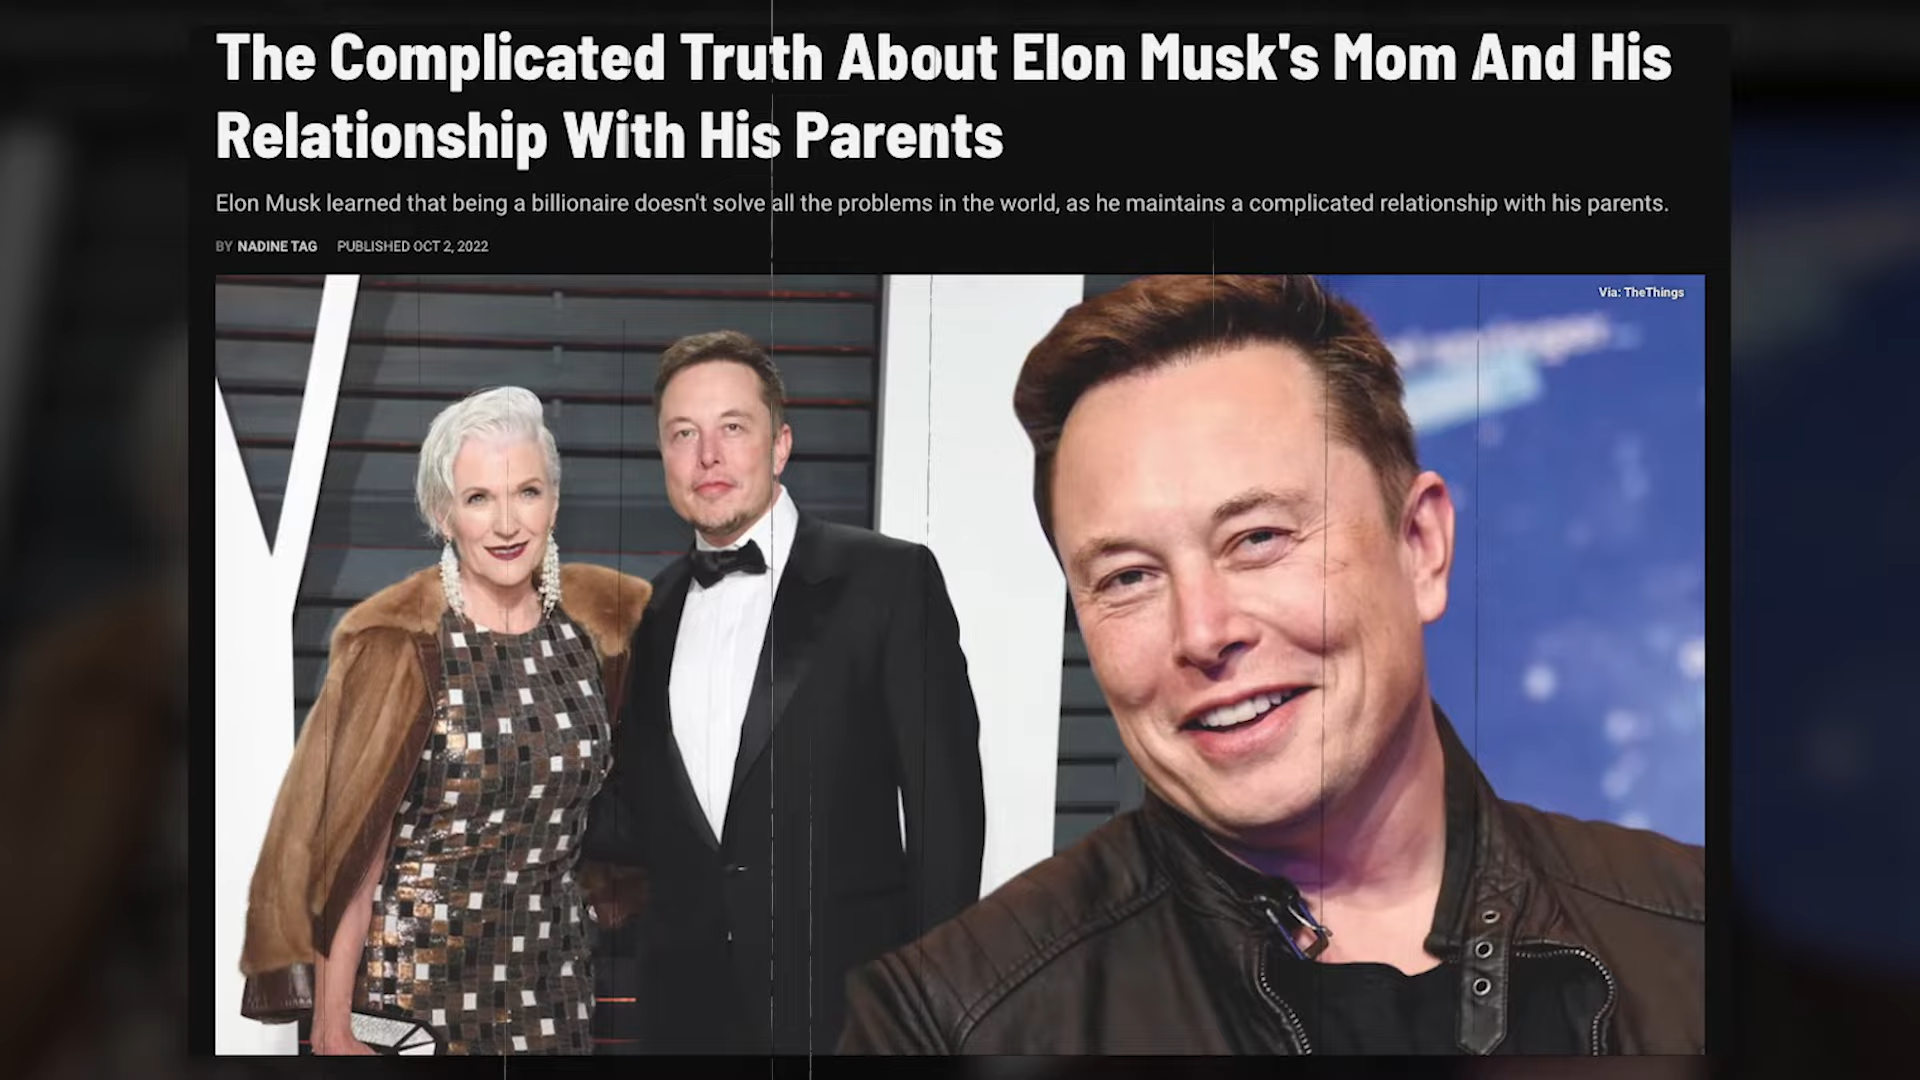 The Complicated Truth About Elon Musk's Mom And His
Relationship With His Parents
Elon Musk learned that being a billionaire doesn't solve all the problems in the world, as he maintains a complicated relationship with his parents.
BY NADINE TAG PUBLISHED OCT 2, 2022
Via: TheThings